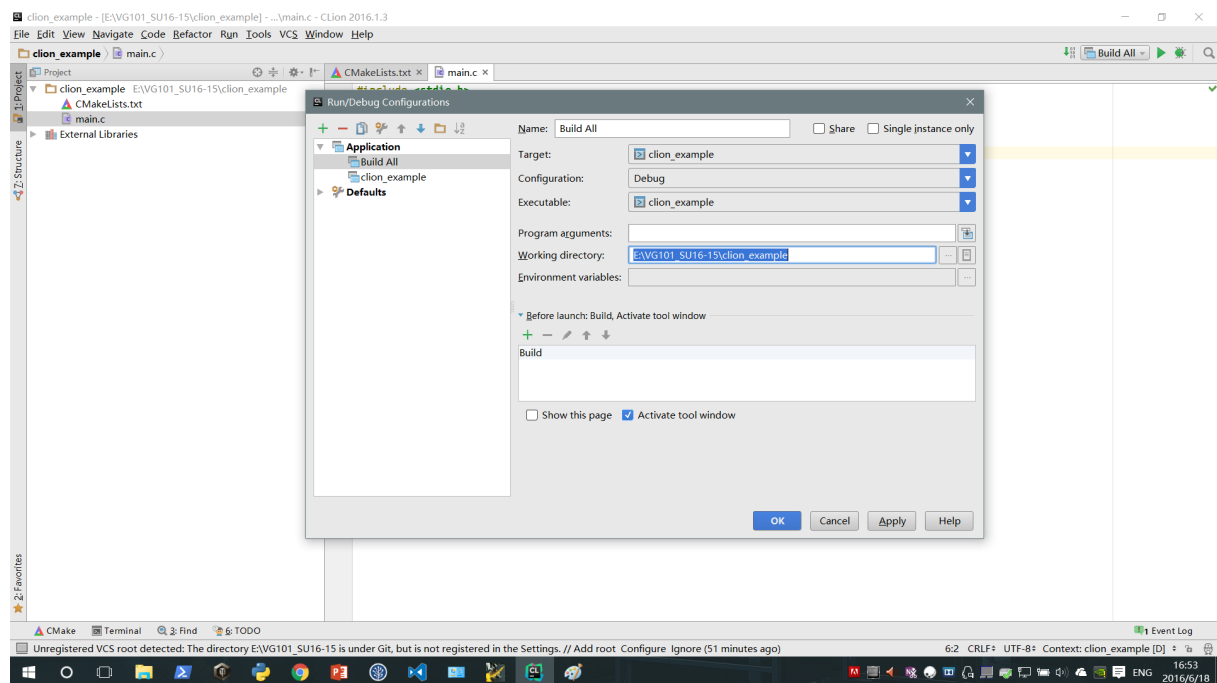 clion_example - [E:\VG101_SU16-15\clion_example] - ...\main.c - CLion 2016.1.3
File Edit View Navigate Code Refactor Run Tools VCS Window Help
clion_example main.c
Build All
Project
CMakeLists.txt × main.c ×
1: Project
Z: Structure
2: Favorites
clion_example E:\VG101_SU16-15\clion_example
CMakeLists.txt
main.c
External Libraries
#include <stdio.h>
Run/Debug Configurations
Application
Build All
clion_example
Defaults
Name: Build All
Share Single instance only
Target: clion_example
Configuration: Debug
Executable: clion_example
Program arguments:
Working directory: E:\VG101_SU16-15\clion_example
Environment variables:
Before launch: Build, Activate tool window
Build
Show this page Activate tool window
OK Cancel Apply Help
CMake Terminal 3: Find 6: TODO
1 Event Log
Unregistered VCS root detected: The directory E:\VG101_SU16-15 is under Git, but is not registered in the Settings. // Add root Configure Ignore (51 minutes ago)
6:2 CRLF UTF-8 Context: clion_example [D]
ENG
16:53
2016/6/18